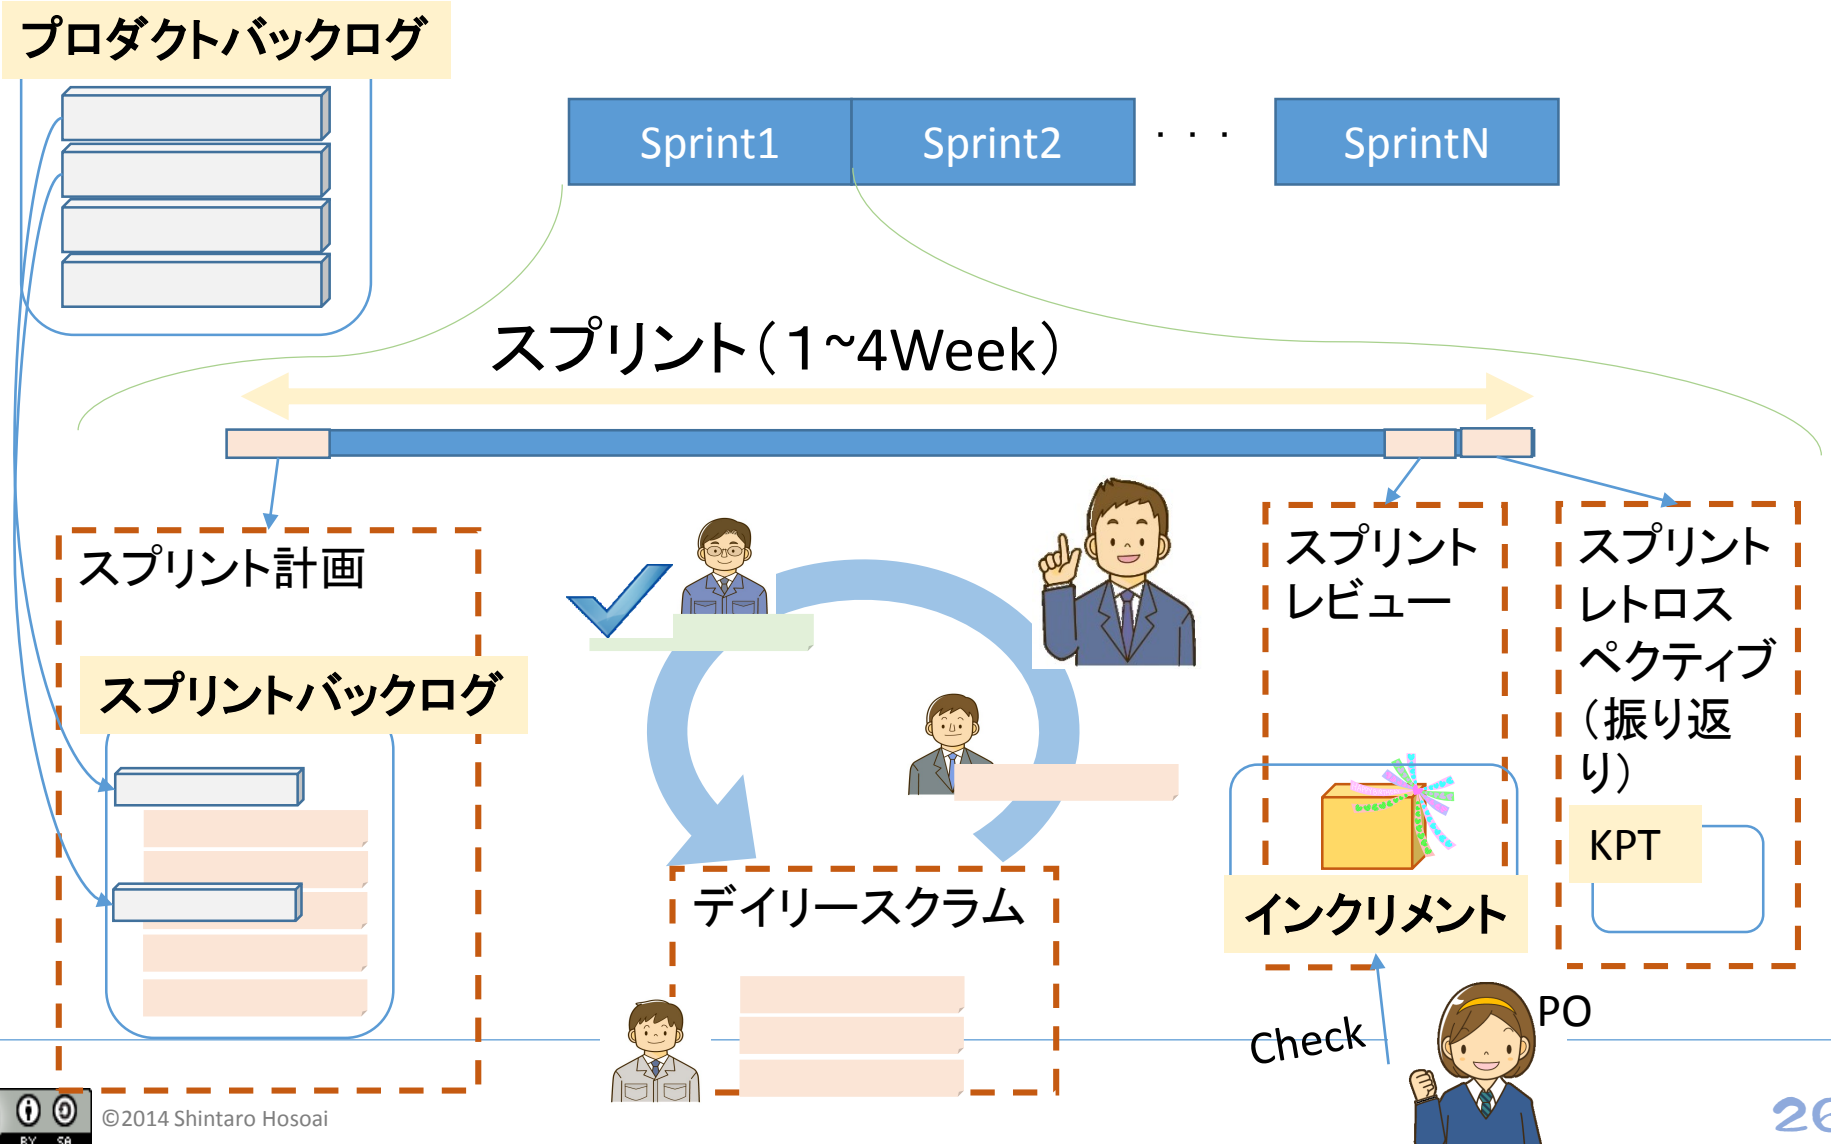 プロダクトバックログ
Sprint1
Sprint2
・・・
SprintN
スプリント（１~4Week）
スプリント計画
スプリントバックログ
デイリースクラム
スプリント
レビュー
インクリメント
スプリント
レトロス
ペクティブ
（振り返
り）
KPT
Check
PO
BY SA
©2014 Shintaro Hosoai
26